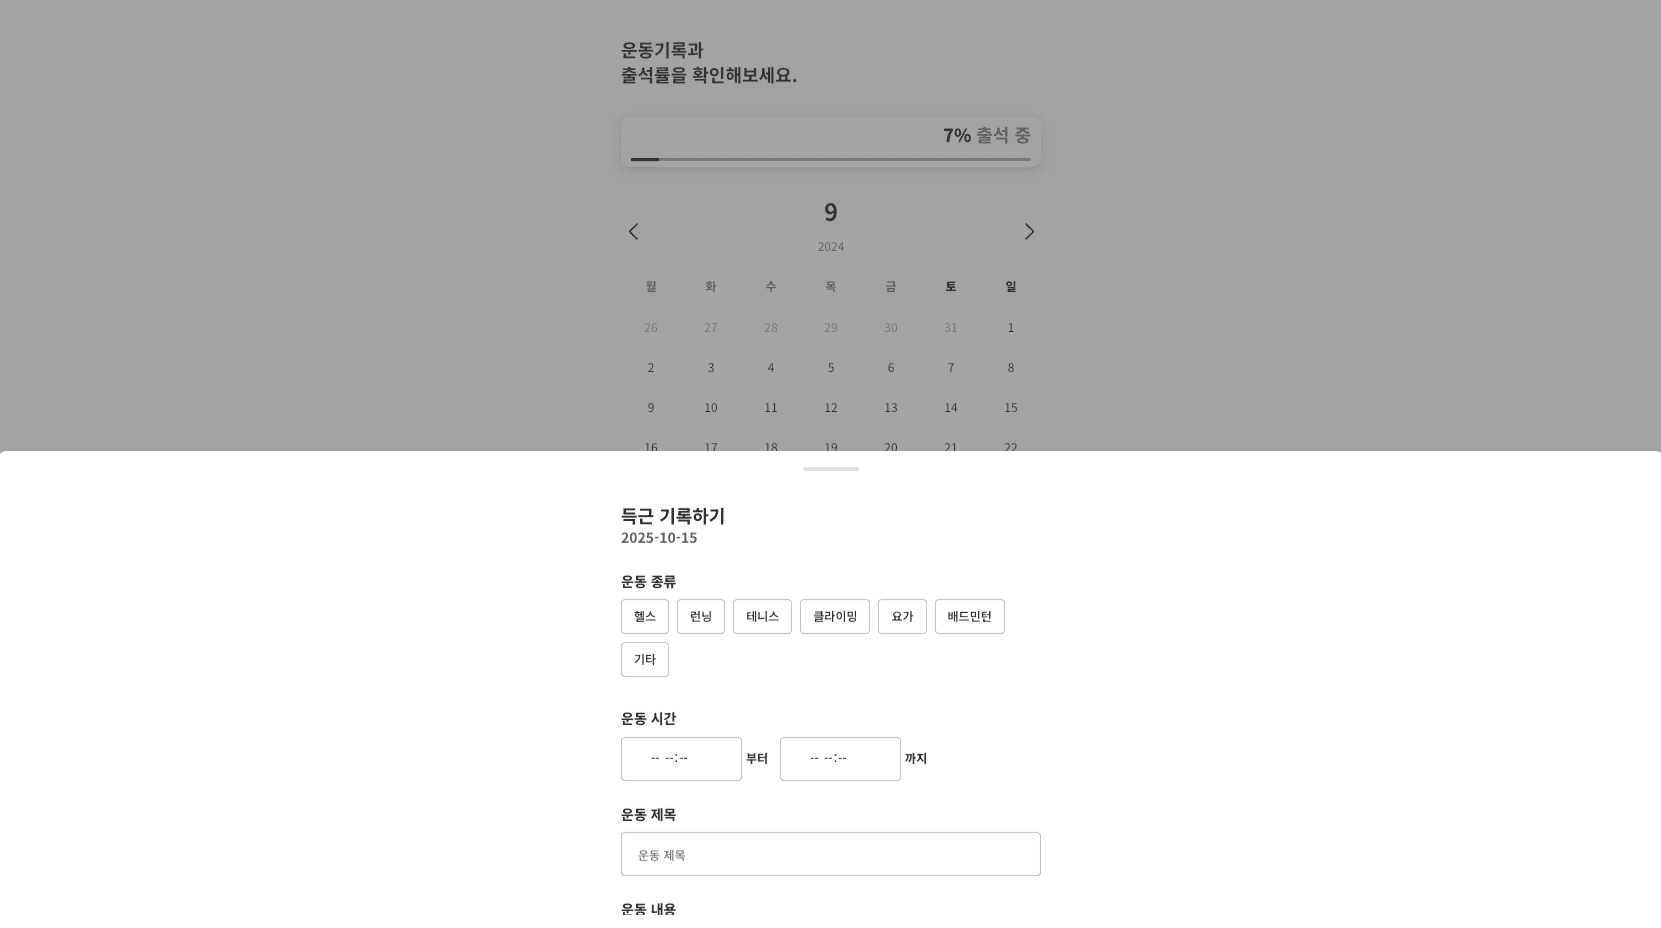 운동기록과
출석률을 확인해보세요.
7% 출석 중
9
2024
월 화 수 목 금 토 일
26 27 28 29 30 31 1
2 3 4 5 6 7 8
9 10 11 12 13 14 15
16 17 18 19 20 21 22
득근 기록하기
2025-10-15
운동 종류
헬스 런닝 테니스 클라이밍 요가 배드민턴
기타
운동 시간
-- --:-- 부터 -- --:-- 까지
운동 제목
운동 제목
운동 내용